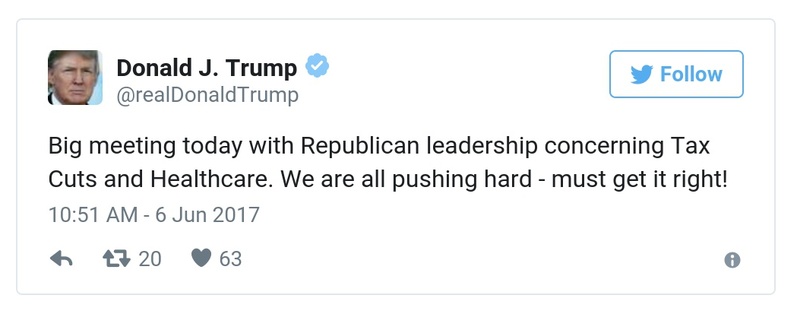 Donald J. Trump
@realDonaldTrump
Follow
Big meeting today with Republican leadership concerning Tax
Cuts and Healthcare. We are all pushing hard - must get it right!
10:51 AM - 6 Jun 2017
20 63